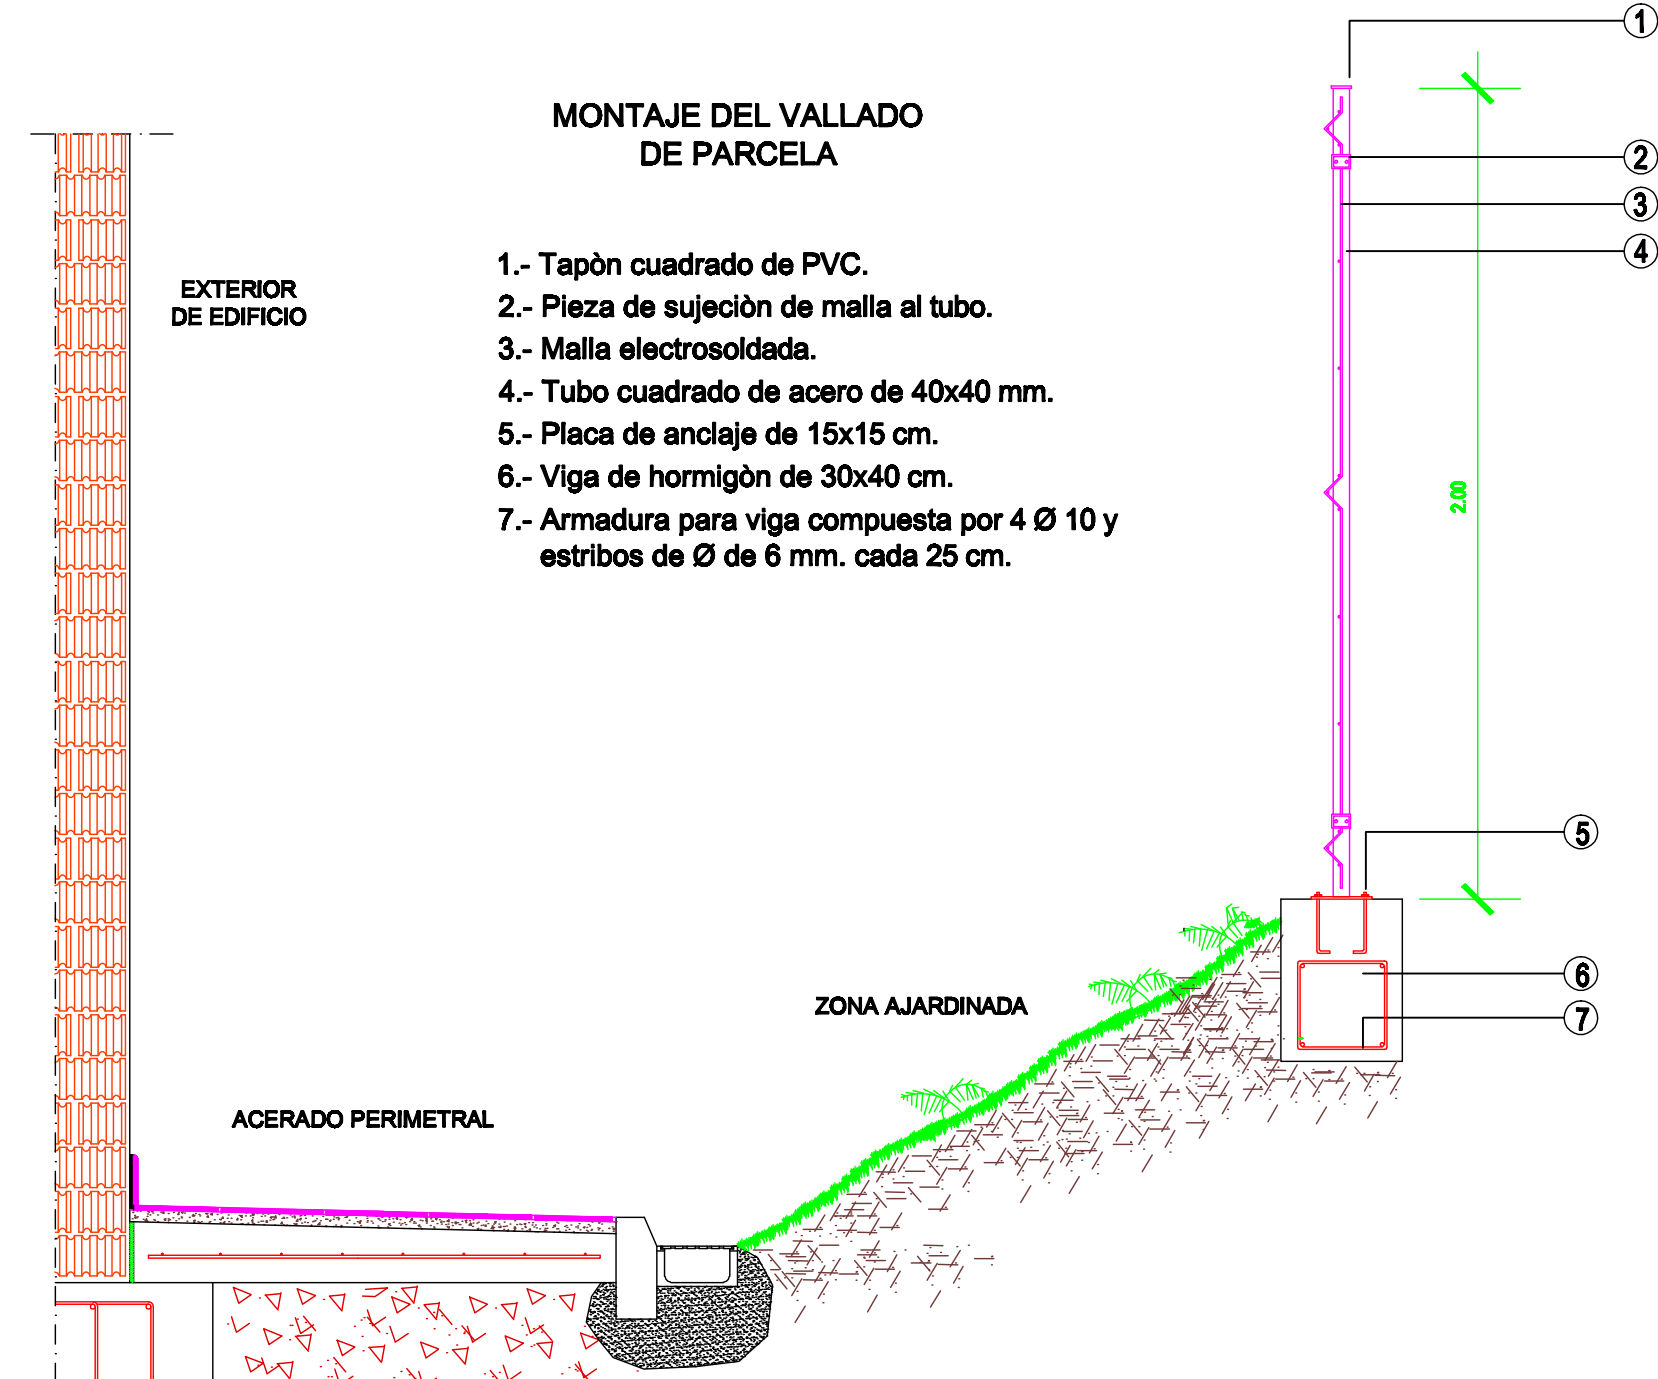 1
MONTAJE DEL VALLADO
DE PARCELA
2
3
4
EXTERIOR
DE EDIFICIO
1.- Tapòn cuadrado de PVC.
2.- Pieza de sujeciòn de malla al tubo.
3.- Malla electrosoldada.
4.- Tubo cuadrado de acero de 40x40 mm.
5.- Placa de anclaje de 15x15 cm.
6.- Viga de hormigòn de 30x40 cm.
7.- Armadura para viga compuesta por 4 Ø 10 y
estribos de Ø de 6 mm. cada 25 cm.
2.00
5
6
7
ZONA AJARDINADA
ACERADO PERIMETRAL